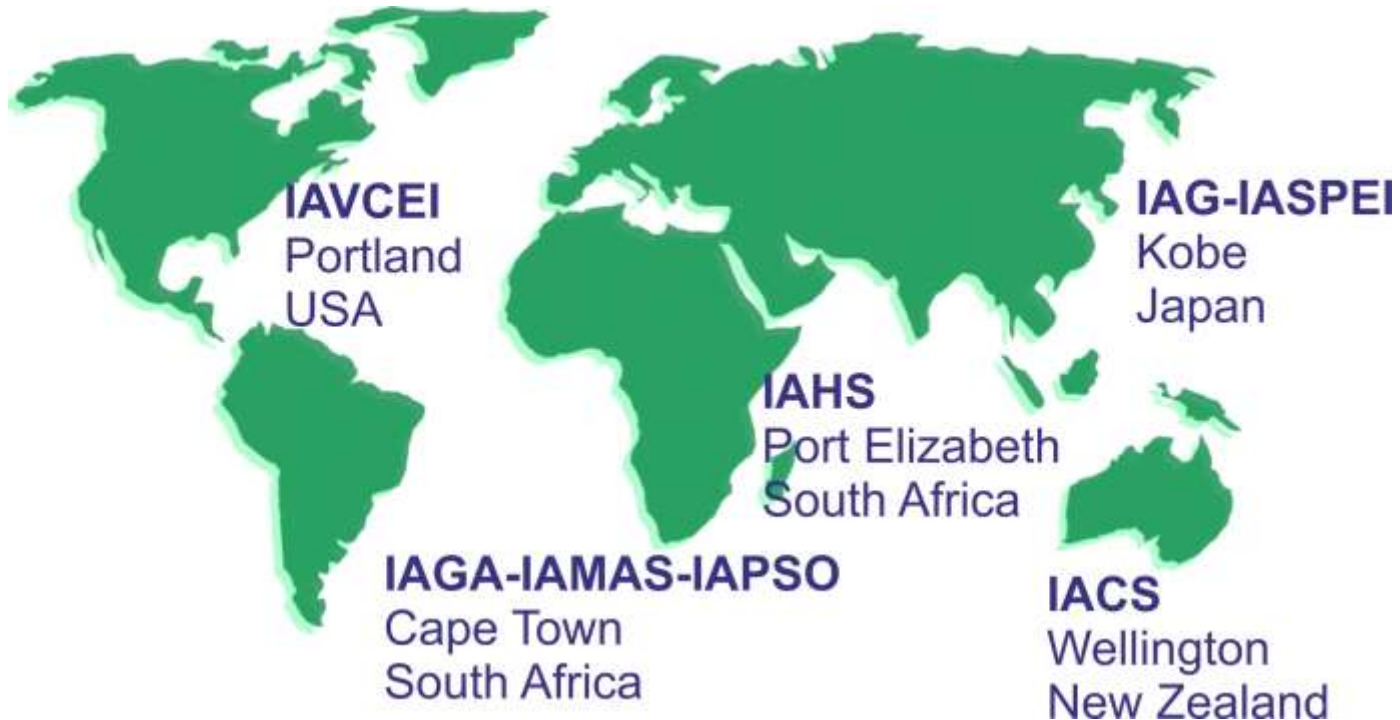 IAVCEI
Portland
USA
IAG-IASPEI
Kobe
Japan
IAHS
Port Elizabeth
South Africa
IAGA-IAMAS-IAPSO
Cape Town
South Africa
IACS
Wellington
New Zealand